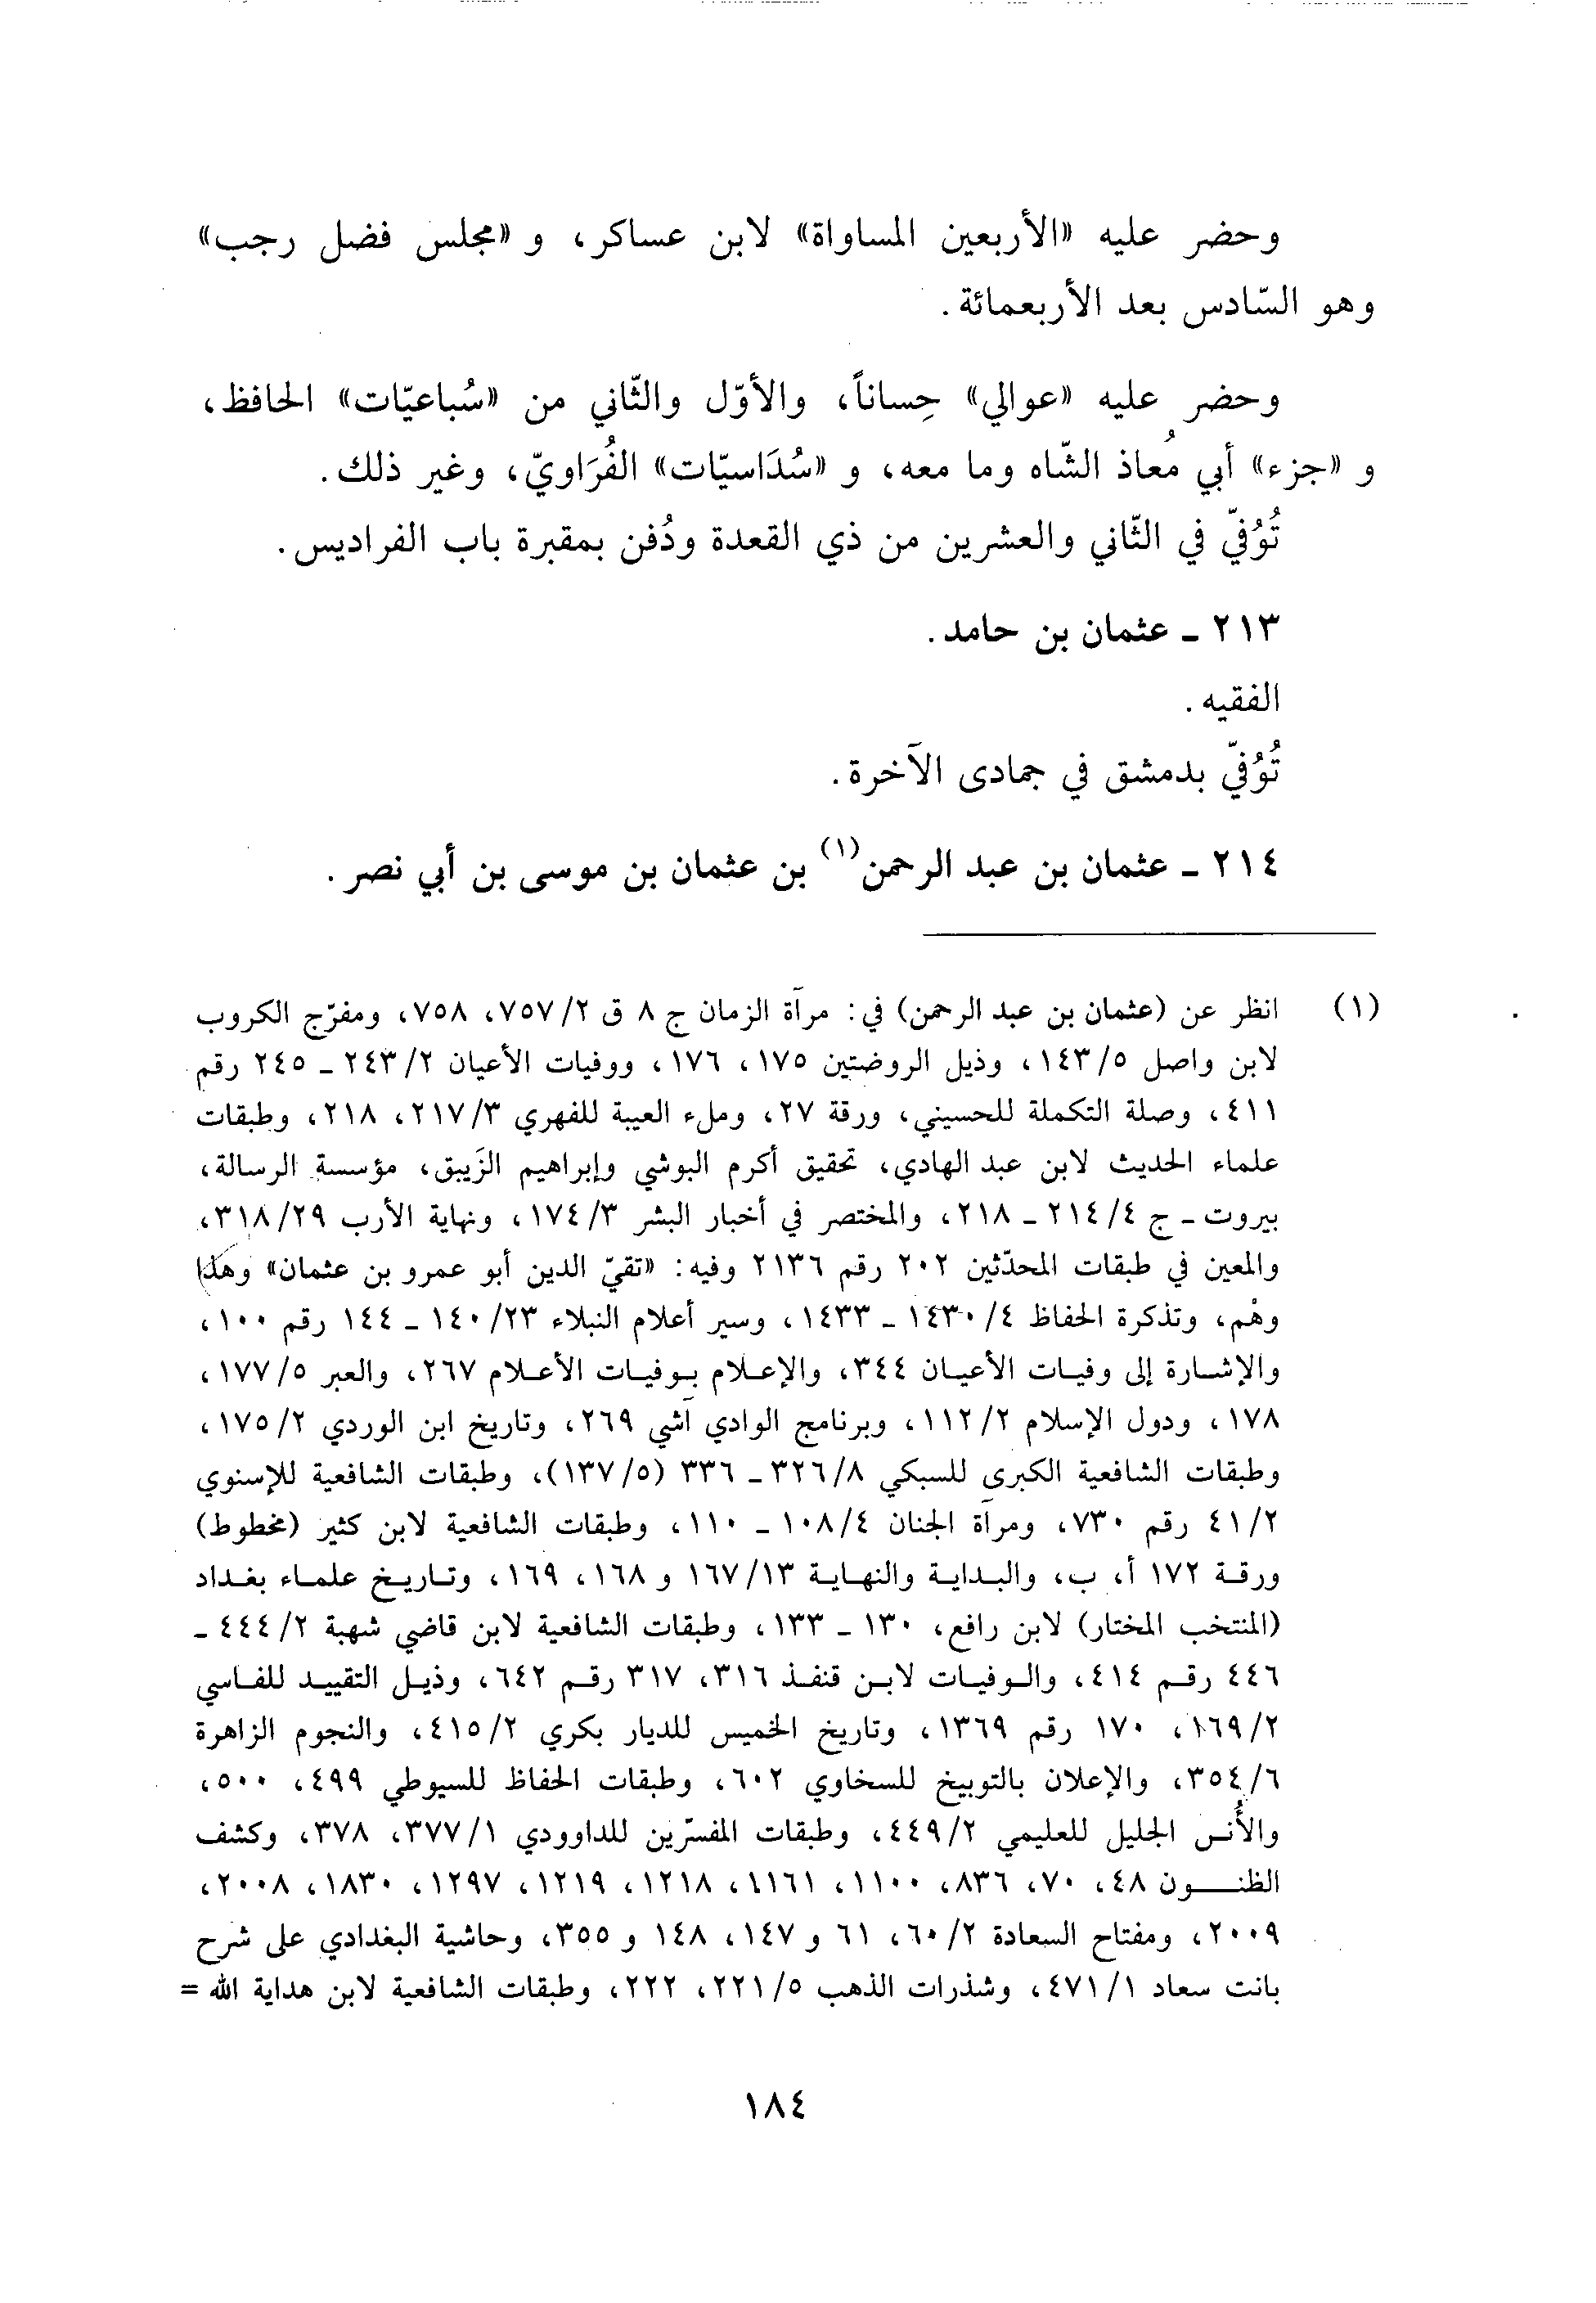 وحضر عليه «الأربعين المساواة» لابن عساكر، و «مجلس فضل رجب»
وهو السّادس بعد الأربعمائة.
وحضر عليه «عوالي» حِساناً، والأوّل والثّاني من «سُباعيّات» الحافظ،
و «جزء» أبي مُعاذ الشّاه وما معه، و «سُدَاسيّات» الفُرَاويّ، وغير ذلك.
تُوُفيّ في الثّاني والعشرين من ذي القعدة ودُفن بمقبرة باب الفراديس.
٢١٣ ـ عثمان بن حامد.
الفقيه.
تُوُفيّ بدمشق في جمادى الآخرة.
٢١٤ ـ عثمان بن عبد الرحمن(١) بن عثمان بن موسى بن أبي نصر.
(١) انظر عن (عثمان بن عبد الرحمن) في: مرآة الزمان ج ٨ ق ٢/ ٧٥٧، ٧٥٨، ومفرّج الكروب
لابن واصل ٥/ ١٤٣، وذيل الروضتين ١٧٥، ١٧٦، ووفيات الأعيان ٢/ ٢٤٣ ـ ٢٤٥ رقم
٤١١، وصلة التكملة للحسيني، ورقة ٢٧، وملء العيبة للفهري ٣/ ٢١٧، ٢١٨، وطبقات
علماء الحديث لابن عبد الهادي، تحقيق أكرم البوشي وإبراهيم الزَيبق، مؤسسة الرسالة،
بيروت ـ ج ٤/ ٢١٤ ـ ٢١٨، والمختصر في أخبار البشر ٣/ ١٧٤، ونهاية الأرب ٢٩/ ٣١٨،
والمعين في طبقات المحدّثين ٢٠٢ رقم ٢١٣٦ وفيه: «تقيّ الدين أبو عمرو بن عثمان» وهكذا
وهْم، وتذكرة الحفاظ ٤/ ١٤٣٠ ـ ١٤٣٣، وسير أعلام النبلاء ٢٣/ ١٤٠ ـ ١٤٤ رقم ١٠٠،
والإشارة إلى وفيات الأعيان ٣٤٤، والإعلام بوفيات الأعلام ٢٦٧، والعبر ٥/ ١٧٧،
١٧٨، ودول الإسلام ٢/ ١١٢، وبرنامج الوادي آشي ٢٦٩، وتاريخ ابن الوردي ٢/ ١٧٥،
وطبقات الشافعية الكبرى للسبكي ٨/ ٣٢٦ ـ ٣٣٦ (٥/ ١٣٧)، وطبقات الشافعية للإسنوي
٢/ ٤١ رقم ٧٣٠، ومرآة الجنان ٤/ ١٠٨ ـ ١١٠، وطبقات الشافعية لابن كثير (مخطوط)
ورقة ١٧٢ أ، ب، والبداية والنهاية ١٣/ ١٦٧ و ١٦٨، ١٦٩، وتاريخ علماء بغداد
(المنتخب المختار) لابن رافع، ١٣٠ ـ ١٣٣، وطبقات الشافعية لابن قاضي شهبة ٢/ ٤٤٤ ـ
٤٤٦ رقم ٤١٤، والوفيات لابن قنفذ ٣١٦، ٣١٧ رقم ٦٤٢، وذيل التقييد للفاسي
٢/ ١٦٩، ١٧٠ رقم ١٣٦٩، وتاريخ الخميس للديار بكري ٢/ ٤١٥، والنجوم الزاهرة
٦/ ٣٥٤، والإعلان بالتوبيخ للسخاوي ٦٠٢، وطبقات الحفاظ للسيوطي ٤٩٩، ٥٠٠،
والأُنس الجليل للعليمي ٢/ ٤٤٩، وطبقات المفسّرين للداوودي ١/ ٣٧٧، ٣٧٨، وكشف
الظنون ٤٨، ٧٠، ٨٣٦، ١١٠٠، ١١٦١، ١٢١٨، ١٢١٩، ١٢٩٧، ١٨٣٠، ٢٠٠٨،
٢٠٠٩، ومفتاح السعادة ٢/ ٦٠، ٦١ و ١٤٧، ١٤٨ و ٣٥٥، وحاشية البغدادي على شرح
بانت سعاد ١/ ٤٧١، وشذرات الذهب ٥/ ٢٢١، ٢٢٢، وطبقات الشافعية لابن هداية الله =
١٨٤